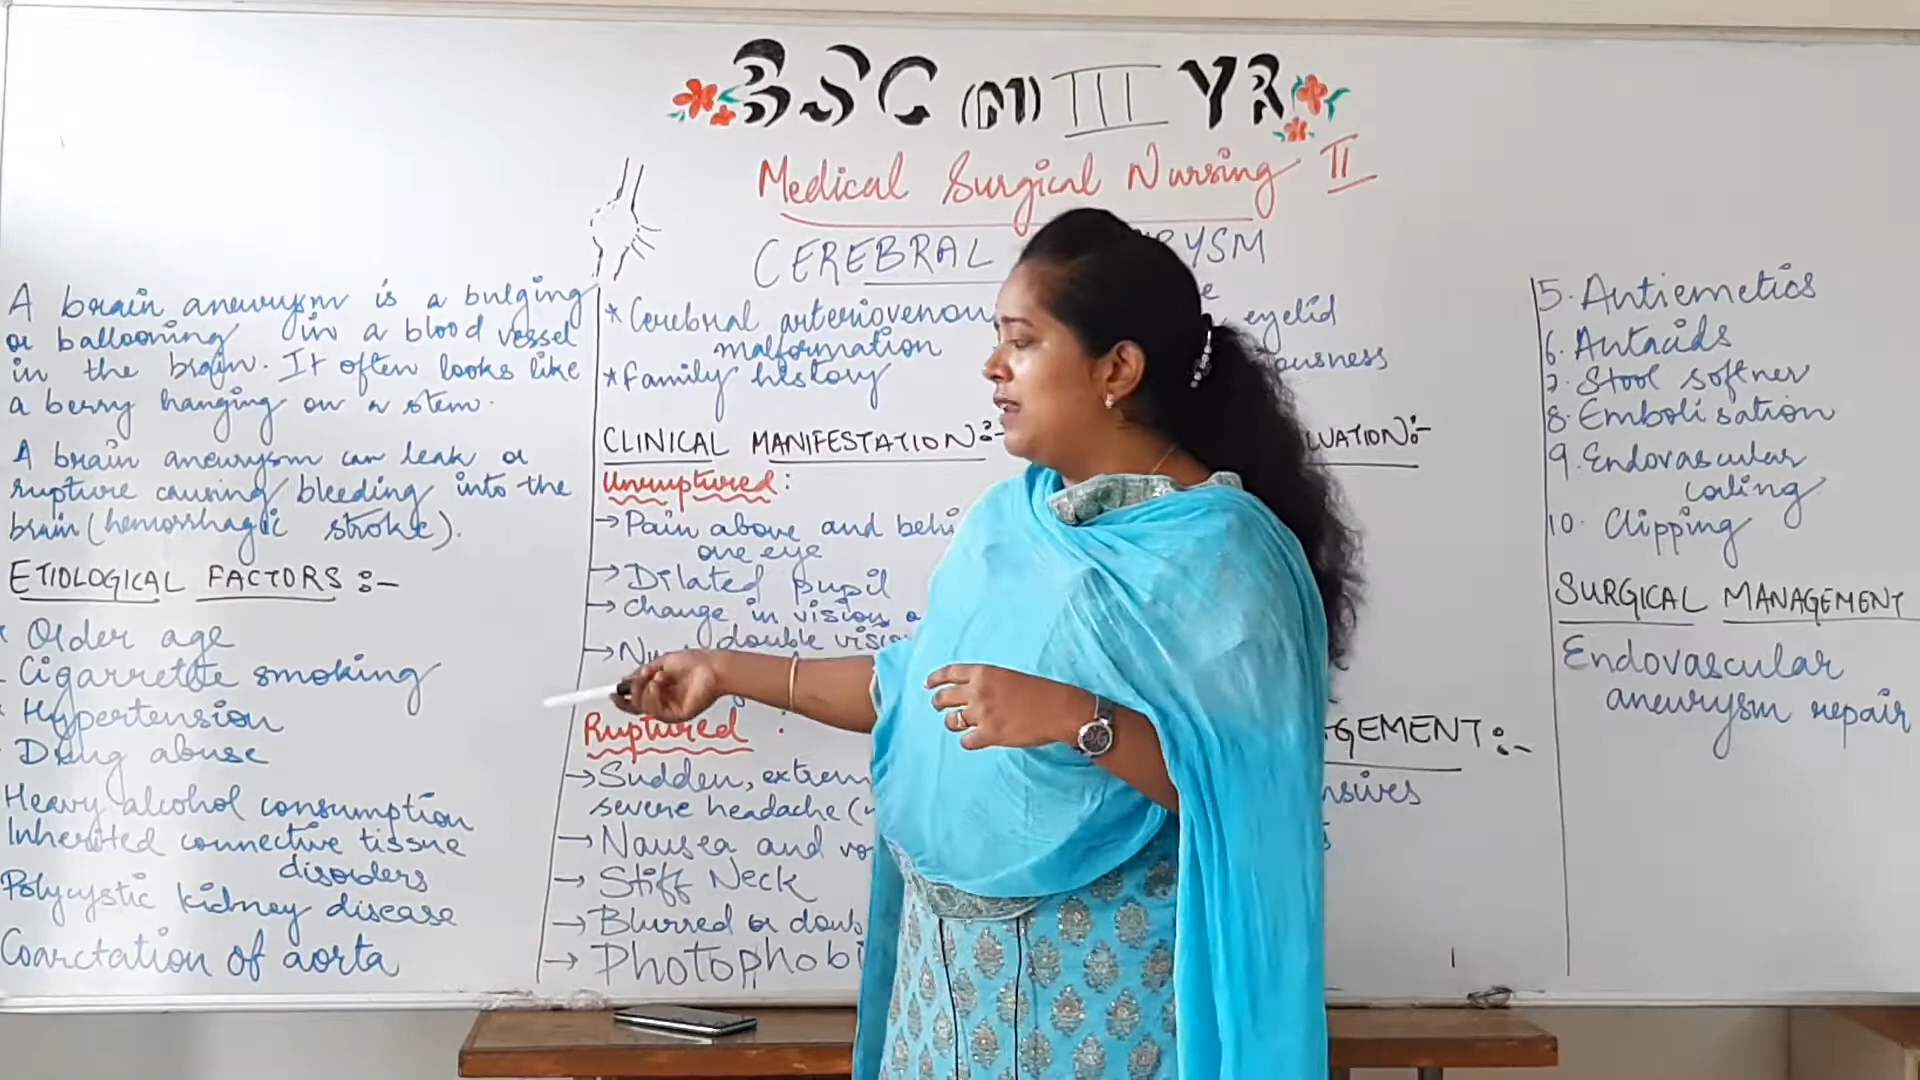 BSC (N) III YR
Medical Surgical Nursing II
CEREBRAL
A brain aneurysm is a bulging
or ballooning in a blood vessel
in the brain. It often looks like
a berry hanging on a stem.
A brain aneurysm can leak or
rupture causing bleeding into the
brain (hemorrhagic stroke).
ETIOLOGICAL FACTORS :-
Older age
Cigarrette smoking
Hypertension
Drug abuse
Heavy alcohol consumption
Inherited connective tissue
disorders
Polycystic kidney disease
Coarctation of aorta
* Cerebral arteriovenou
malformation
* family history
CLINICAL MANIFESTATION :-
Unruptured :
→ Pain above and behi
one eye
→ Dilated pupil
→ change in vision o
double visio
→ Nu
Ruptured :
→ Sudden, extrem
severe headache (
→ Nausea and vo
→ Stiff Neck
→ Blurred or doub
→ Photophobi
eyelid
ousness
LUATION :-
GEMENT :-
nsives
5. Antiemetics
6. Antacids
7. Stool softner
8. Embolisation
9. Endovascular
coiling
10. Clipping
SURGICAL MANAGEMENT
Endovascular
aneurysm repair